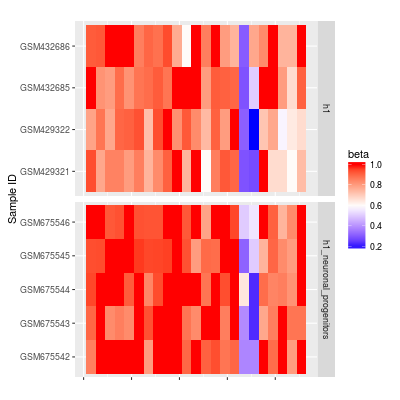 GSM432686
GSM432685
GSM429322
GSM429321
h1
GSM675546
GSM675545
GSM675544
GSM675543
GSM675542
h1_neuronal_progenitors
Sample ID
beta
1.0
0.8
0.6
0.4
0.2